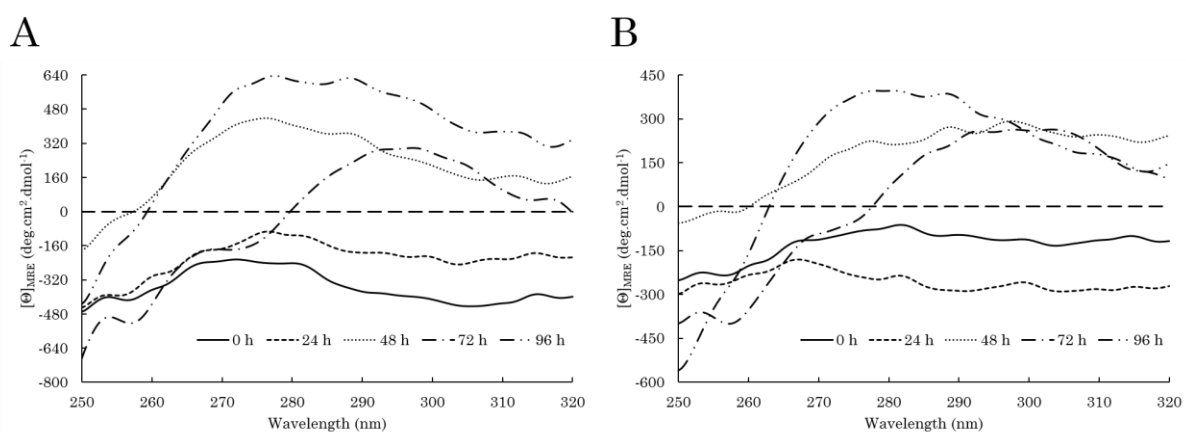 A
[Θ]MRE (deg.cm².dmol⁻¹)
640
480
320
160
0
-160
-320
-480
-640
-800
0 h 24 h 48 h 72 h 96 h
250 260 270 280 290 300 310 320
Wavelength (nm)
B
[Θ]MRE (deg.cm².dmol⁻¹)
450
300
150
0
-150
-300
-450
-600
0 h 24 h 48 h 72 h 96 h
250 260 270 280 290 300 310 320
Wavelength (nm)